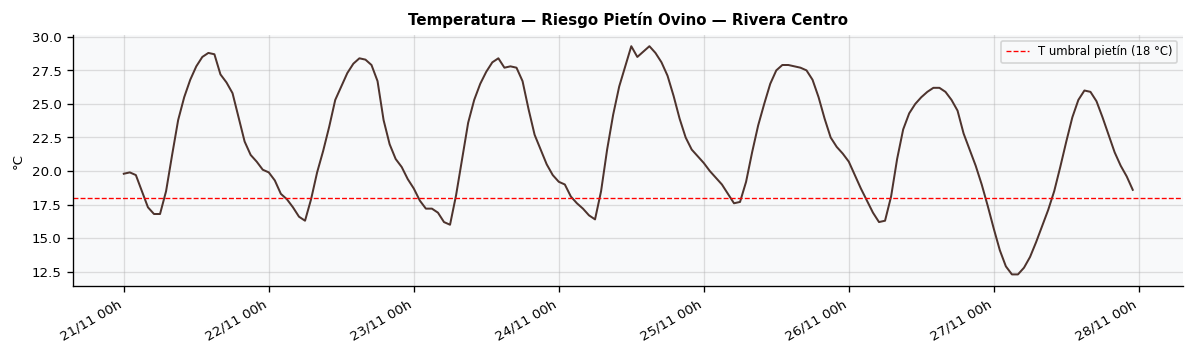 Temperatura — Riesgo Pietín Ovino — Rivera Centro
T umbral pietín (18 °C)
°C
30.0
27.5
25.0
22.5
20.0
17.5
15.0
12.5
21/11 00h
22/11 00h
23/11 00h
24/11 00h
25/11 00h
26/11 00h
27/11 00h
28/11 00h